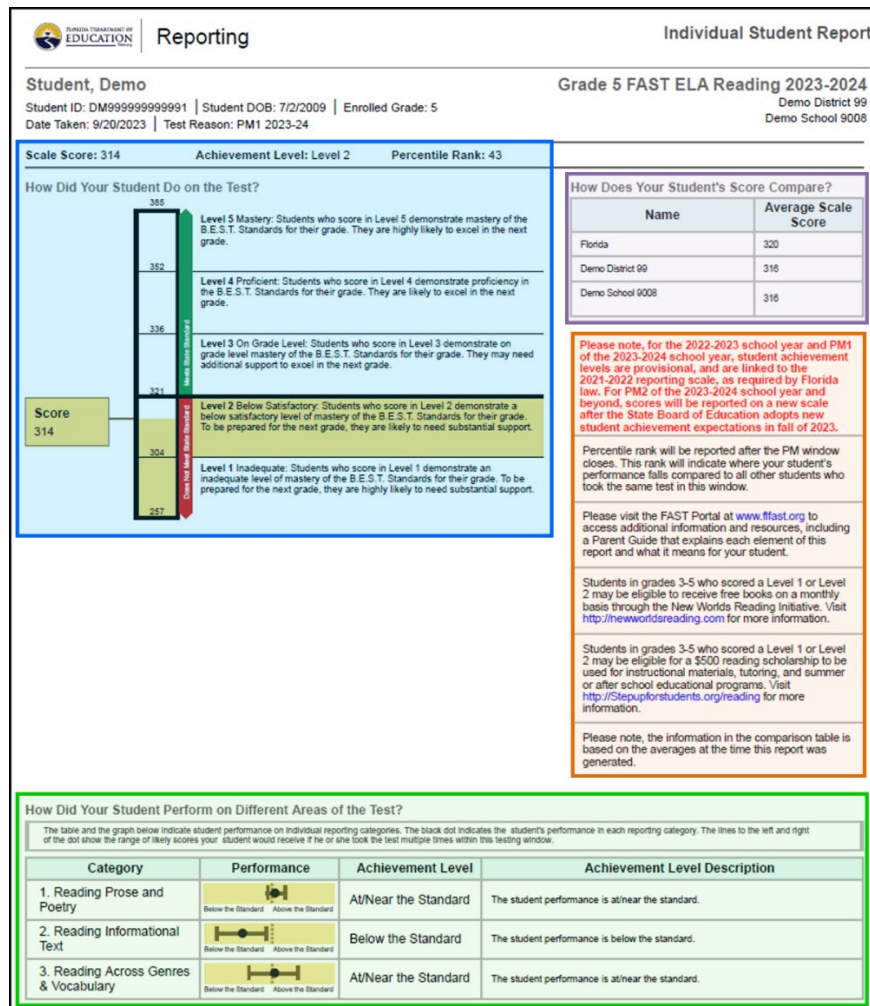 FLORIDA DEPARTMENT OF
EDUCATION
Reporting
Individual Student Report
Student, Demo
Student ID: DM999999999991 | Student DOB: 7/2/2009 | Enrolled Grade: 5
Date Taken: 9/20/2023 | Test Reason: PM1 2023-24
Grade 5 FAST ELA Reading 2023-2024
Demo District 99
Demo School 9008
Scale Score: 314 Achievement Level: Level 2 Percentile Rank: 43
How Did Your Student Do on the Test?
385
352
336
321
304
257
Meets State Standard
Does Not Meet State Standard
Score
314
Level 5 Mastery: Students who score in Level 5 demonstrate mastery of the
B.E.S.T. Standards for their grade. They are highly likely to excel in the next
grade.
Level 4 Proficient: Students who score in Level 4 demonstrate proficiency in
the B.E.S.T. Standards for their grade. They are likely to excel in the next
grade.
Level 3 On Grade Level: Students who score in Level 3 demonstrate on
grade level mastery of the B.E.S.T. Standards for their grade. They may need
additional support to excel in the next grade.
Level 2 Below Satisfactory: Students who score in Level 2 demonstrate a
below satisfactory level of mastery of the B.E.S.T. Standards for their grade.
To be prepared for the next grade, they are likely to need substantial support.
Level 1 Inadequate: Students who score in Level 1 demonstrate an
inadequate level of mastery of the B.E.S.T. Standards for their grade. To be
prepared for the next grade, they are highly likely to need substantial support.
How Does Your Student's Score Compare?
Name Average Scale
Score
Florida 320
Demo District 99 316
Demo School 9008 316
Please note, for the 2022-2023 school year and PM1
of the 2023-2024 school year, student achievement
levels are provisional, and are linked to the
2021-2022 reporting scale, as required by Florida
law. For PM2 of the 2023-2024 school year and
beyond, scores will be reported on a new scale
after the State Board of Education adopts new
student achievement expectations in fall of 2023.
Percentile rank will be reported after the PM window
closes. This rank will indicate where your student's
performance falls compared to all other students who
took the same test in this window.
Please visit the FAST Portal at www.flfast.org to
access additional information and resources, including
a Parent Guide that explains each element of this
report and what it means for your student.
Students in grades 3-5 who scored a Level 1 or Level
2 may be eligible to receive free books on a monthly
basis through the New Worlds Reading Initiative. Visit
http://newworldsreading.com for more information.
Students in grades 3-5 who scored a Level 1 or Level
2 may be eligible for a $500 reading scholarship to be
used for instructional materials, tutoring, and summer
or after school educational programs. Visit
http://Stepupforstudents.org/reading for more
information.
Please note, the information in the comparison table is
based on the averages at the time this report was
generated.
How Did Your Student Perform on Different Areas of the Test?
The table and the graph below indicate student performance on individual reporting categories. The black dot indicates the student's performance in each reporting category. The lines to the left and right
of the dot show the range of likely scores your student would receive if he or she took the test multiple times within this testing window.
Category Performance Achievement Level Achievement Level Description
1. Reading Prose and
Poetry
Below the Standard Above the Standard
At/Near the Standard
The student performance is at/near the standard.
2. Reading Informational
Text
Below the Standard Above the Standard
Below the Standard
The student performance is below the standard.
3. Reading Across Genres
& Vocabulary
Below the Standard Above the Standard
At/Near the Standard
The student performance is at/near the standard.